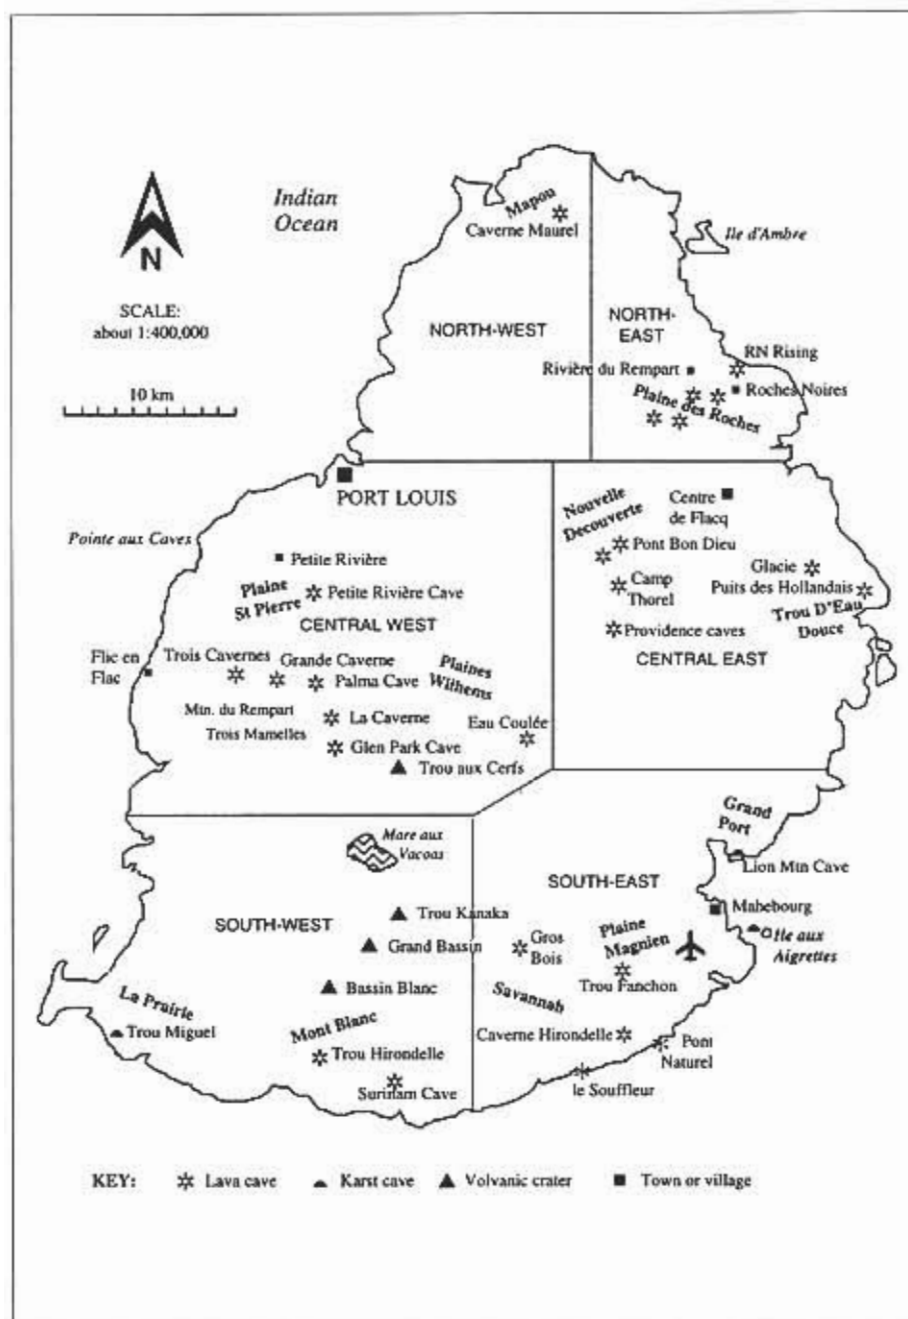 Indian
Ocean
N
SCALE:
about 1:400,000
10 km
Mapou
Caverne Maurel
Ile d'Ambre
NORTH-WEST
NORTH-
EAST
RN Rising
Rivière du Rempart
Roches Noires
Plaine des Roches
PORT LOUIS
Pointe aux Caves
Petite Rivière
Plaine
St Pierre
Petite Rivière Cave
CENTRAL WEST
Flic en
Flac
Trois Cavernes
Grande Caverne
Palma Cave
Plaines
Withems
Mtn. du Rempart
Trois Mamelles
La Caverne
Eau Coulée
Glen Park Cave
Trou aux Cerfs
Nouvelle
Decouverte
Centre
de Flacq
Pont Bon Dieu
Glacie
Camp
Thorel
Puits des Hollandais
Trou D'Eau
Douce
Providence caves
CENTRAL EAST
Mare aux
Vacoas
SOUTH-WEST
Trou Kanaka
Grand Bassin
Bassin Blanc
La Prairie
Trou Miguel
Mont Blanc
Trou Hirondelle
Surinam Cave
Grand
Port
Lion Mtn Cave
SOUTH-EAST
Mahebourg
Ile aux
Aigrettes
Plaine
Magnien
Gros
Bois
Trou Fanchon
Savannah
Caverne Hirondelle
Pont
Naturel
le Souffleur
KEY: Lava cave Karst cave Volcanic crater Town or village